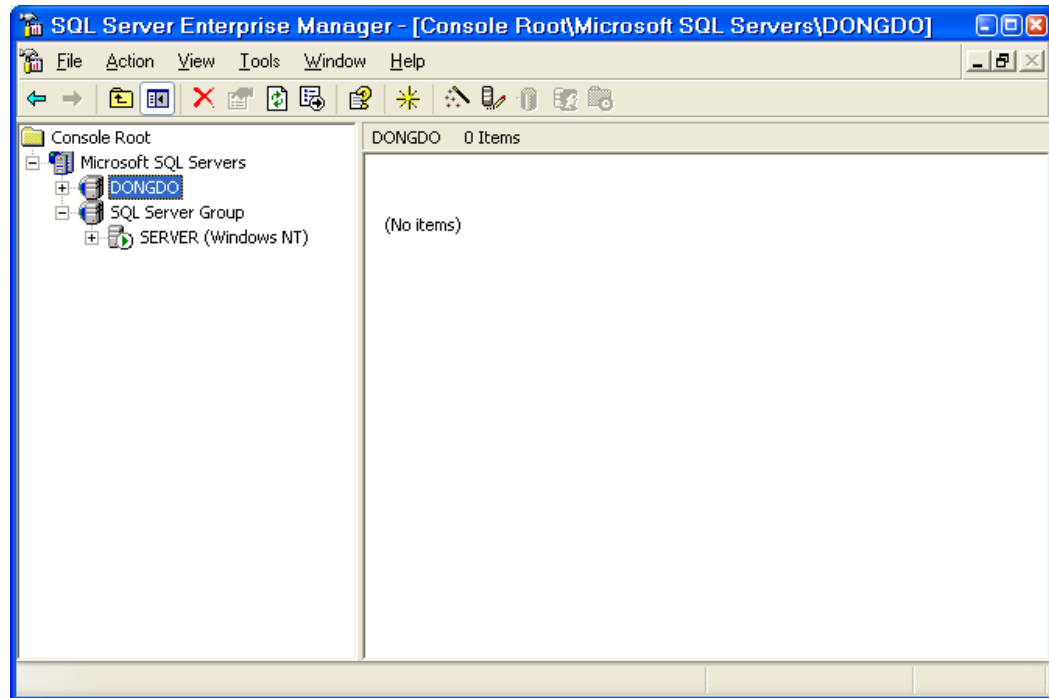 SQL Server Enterprise Manager - [Console Root\Microsoft SQL Servers\DONGDO]
File Action View Tools Window Help
Console Root
Microsoft SQL Servers
DONGDO
SQL Server Group
SERVER (Windows NT)
DONGDO 0 Items
(No items)